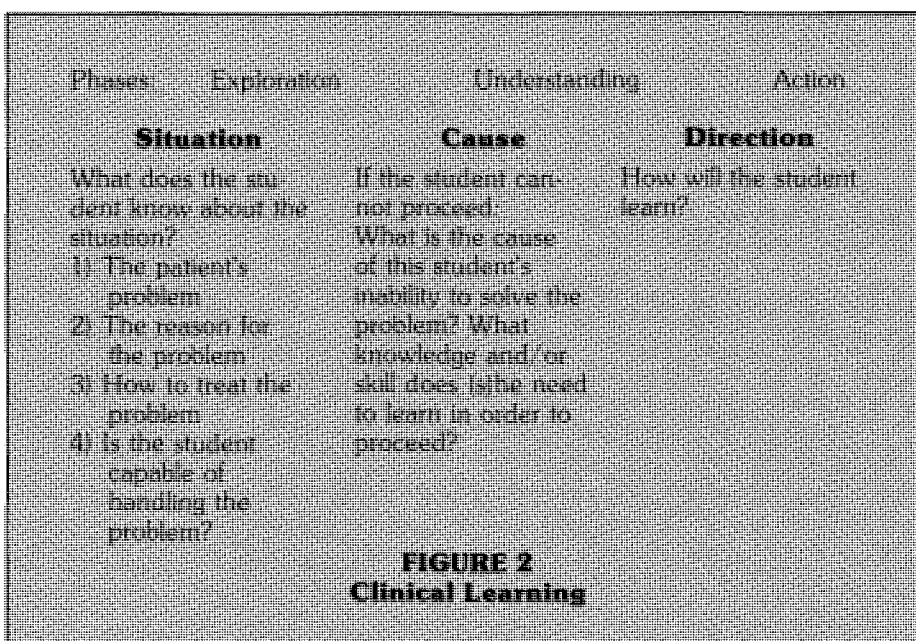 Phases Exploration Understanding Action
Situation Cause Direction
What does the stu
dent know about the
situation?
1) The patient's
problem
2) The reason for
the problem
3) How to treat the
problem
4) Is the student
capable of
handling the
problem?
If the student can-
not proceed:
What is the cause
of this student's
inability to solve the
problem? What
knowledge and/or
skill does (s)he need
to learn in order to
proceed?
How will the student
learn?
FIGURE 2
Clinical Learning